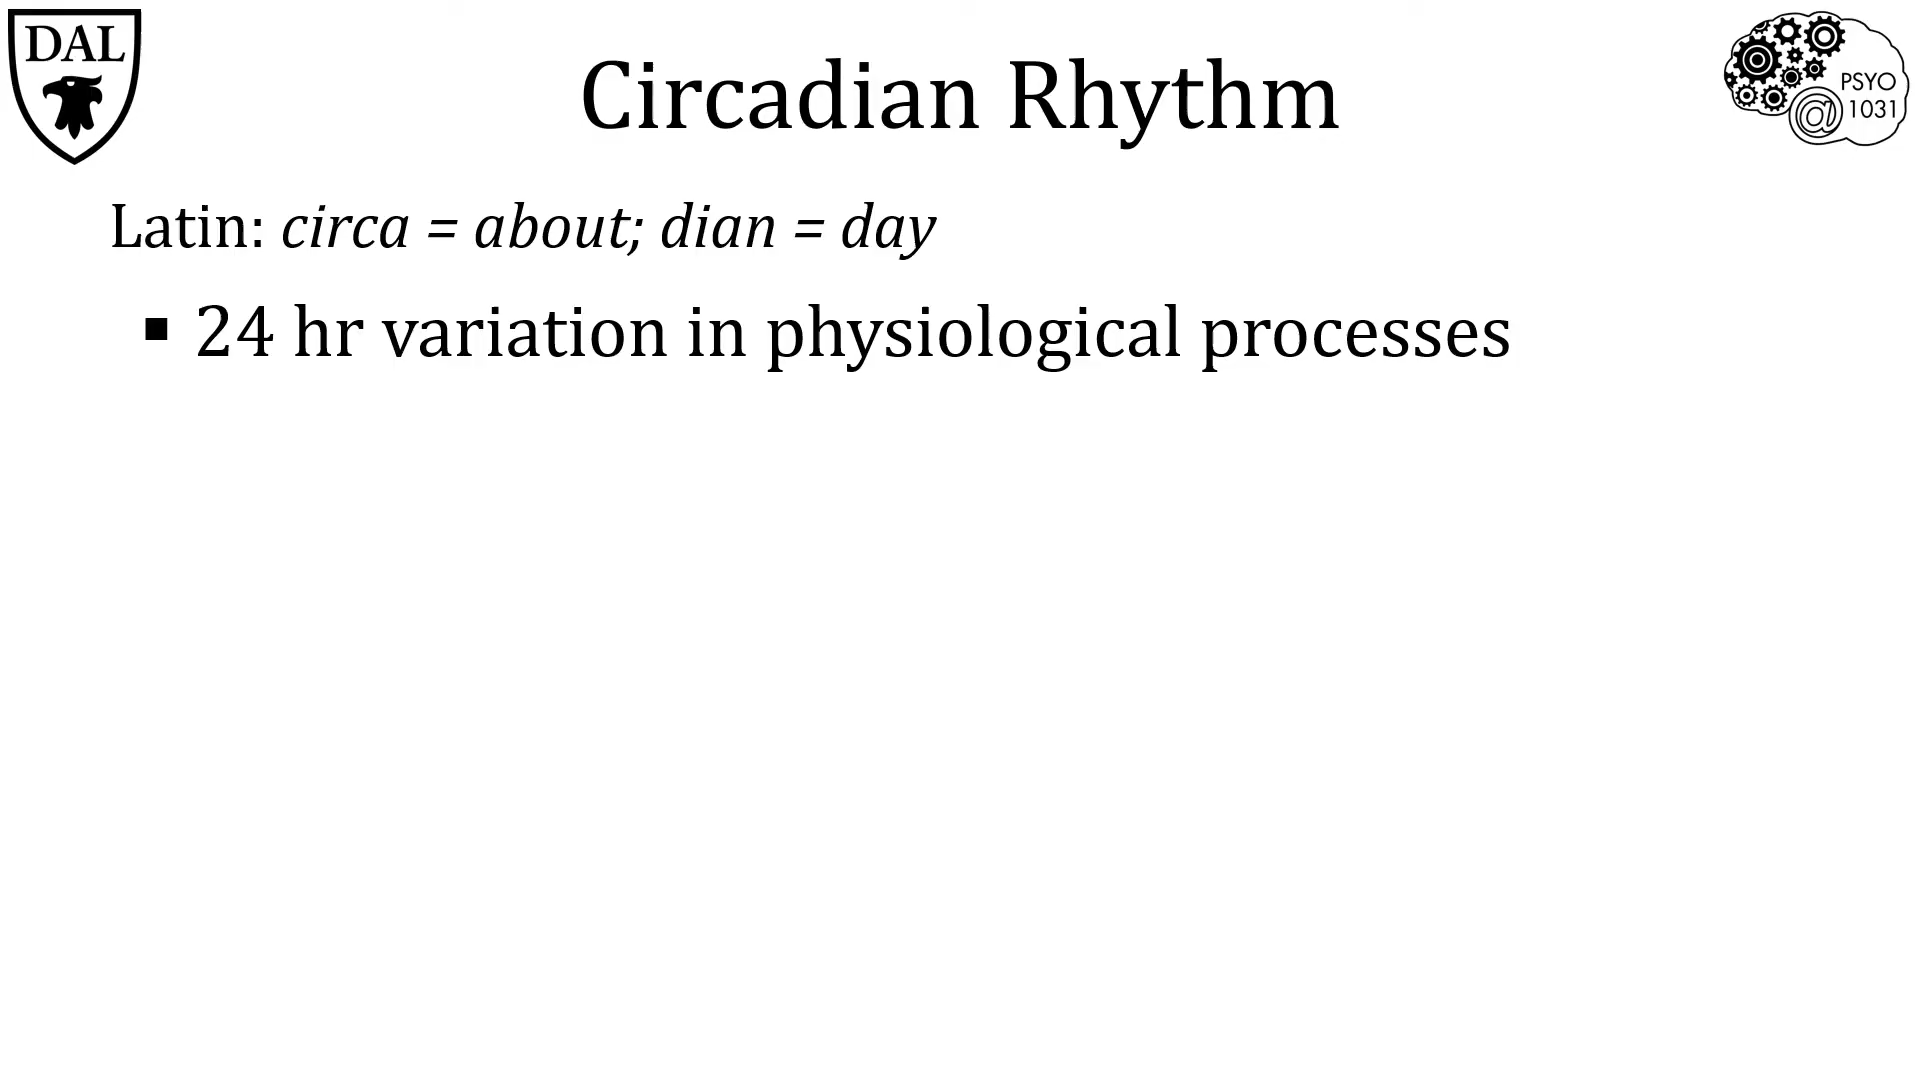 DAL
Circadian Rhythm
PSYO
@ 1031
Latin: circa = about; dian = day
▪ 24 hr variation in physiological processes